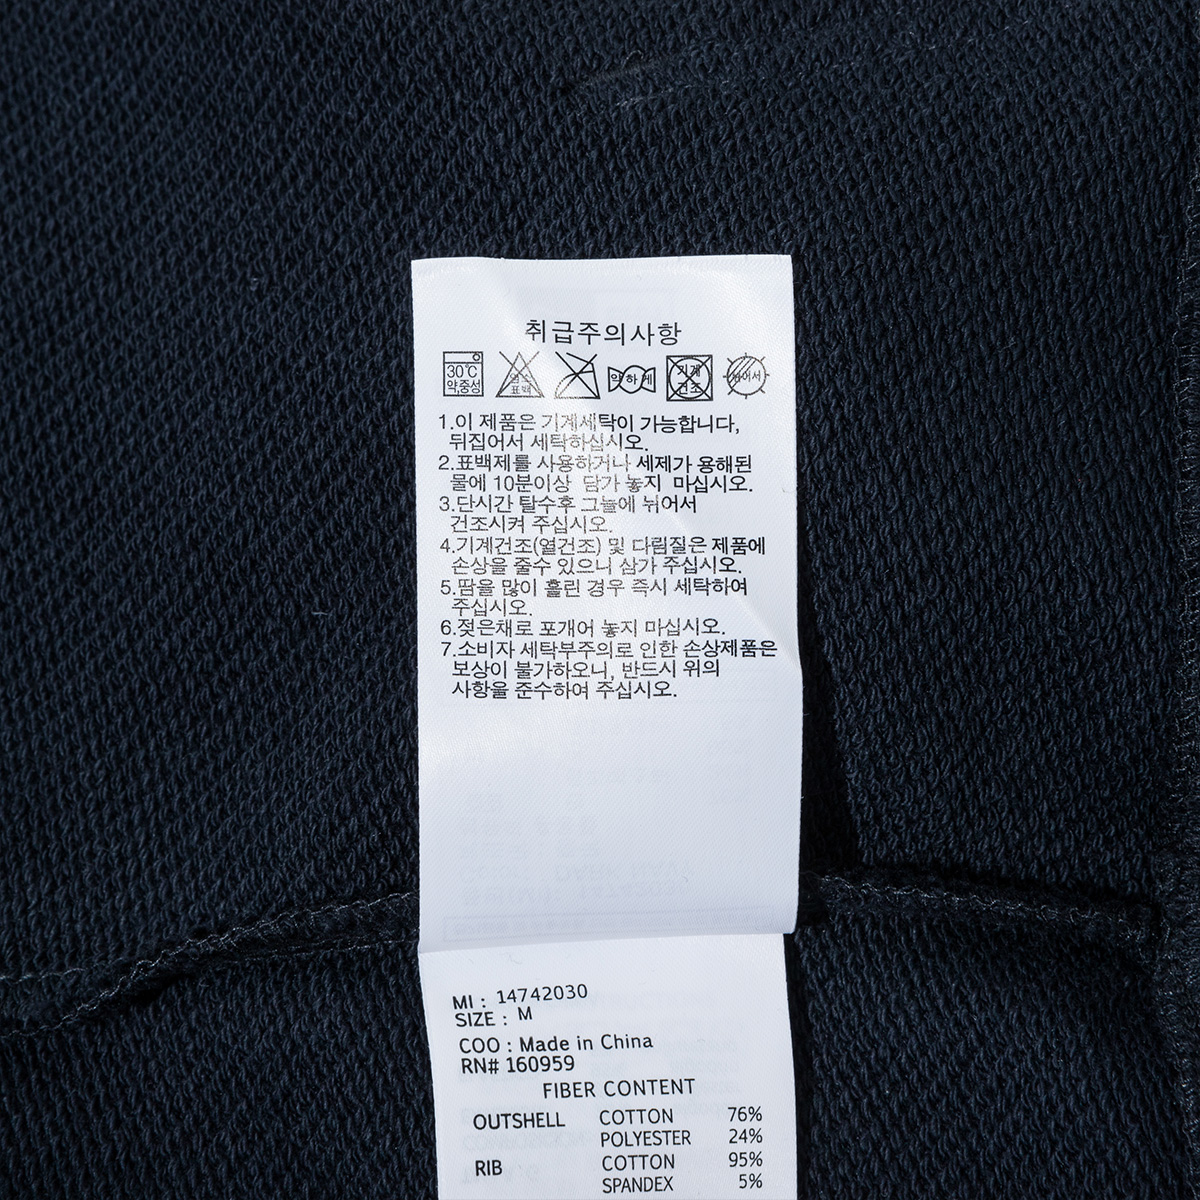 취급주의사항
30℃
약,중성
염소
표백
약하게
기계
건조
뉘어서
1.이 제품은 기계세탁이 가능합니다,
뒤집어서 세탁하십시오.
2.표백제를 사용하거나 세제가 용해된
물에 10분이상 담가 놓지 마십시오.
3.단시간 탈수후 그늘에 뉘어서
건조시켜 주십시오.
4.기계건조(열건조) 및 다림질은 제품에
손상을 줄수 있으니 삼가 주십시오.
5.땀을 많이 흘린 경우 즉시 세탁하여
주십시오.
6.젖은채로 포개어 놓지 마십시오.
7.소비자 세탁부주의로 인한 손상제품은
보상이 불가하오니, 반드시 위의
사항을 준수하여 주십시오.
MI : 14742030
SIZE : M
COO : Made in China
RN# 160959
FIBER CONTENT
OUTSHELL COTTON 76%
POLYESTER 24%
RIB COTTON 95%
SPANDEX 5%